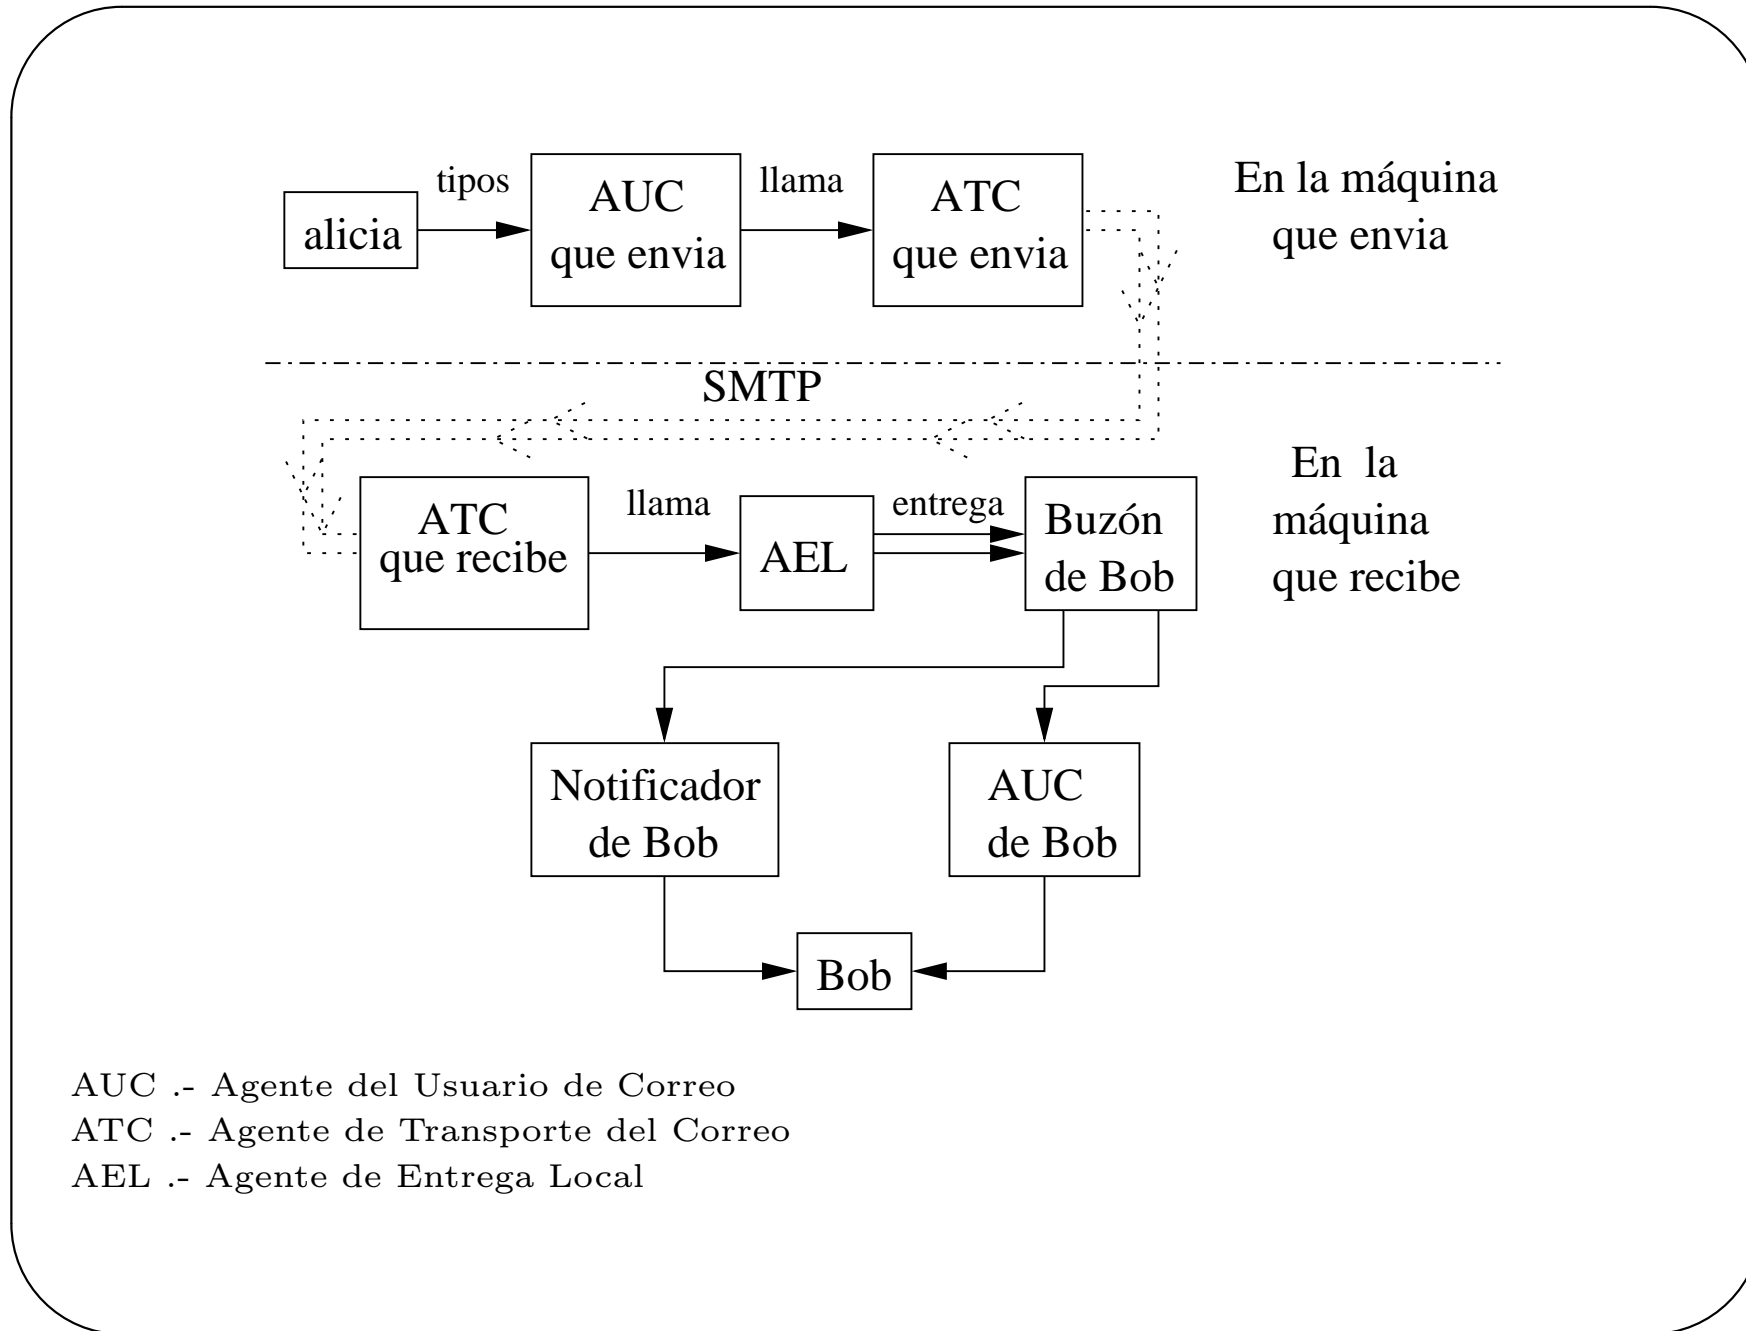 tipos
llama
alicia
AUC
que envia
ATC
que envia
En la máquina
que envia
SMTP
ATC
que recibe
llama
AEL
entrega
Buzón
de Bob
En la
máquina
que recibe
Notificador
de Bob
AUC
de Bob
Bob
AUC .- Agente del Usuario de Correo
ATC .- Agente de Transporte del Correo
AEL .- Agente de Entrega Local